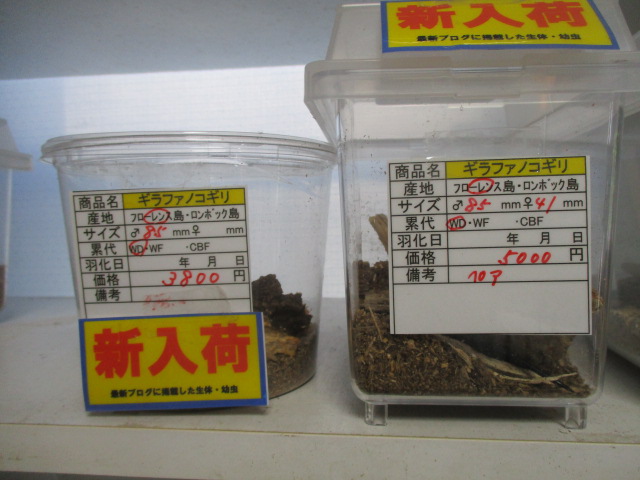 商品名 ギラファノコギリ
産地 フローレンス島・ロンボック島
サイズ ♂ 85 mm ♀ mm
累代 WD・WF ・CBF
羽化日 年 月 日
価格 3800 円
備考
新入荷
最新ブログに掲載した生体・幼虫
新入荷
最新ブログに掲載した生体・幼虫
商品名 ギラファノコギリ
産地 フローレンス島・ロンボック島
サイズ ♂ 85 mm ♀ 41 mm
累代 WD・WF ・CBF
羽化日 年 月 日
価格 5000 円
備考 ペア